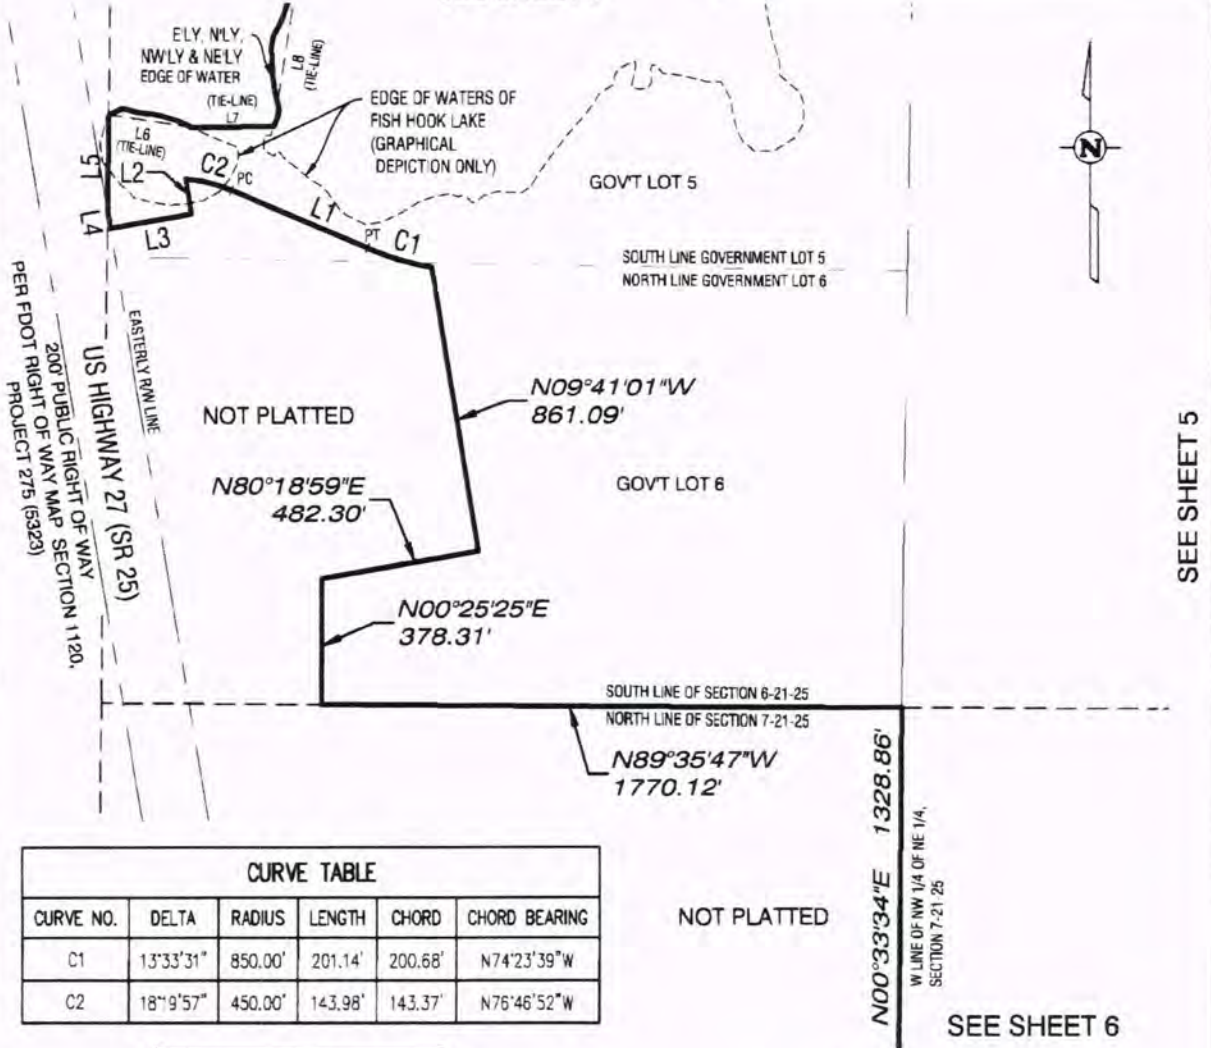 E'LY, N'LY,
NW'LY & NE'LY
EDGE OF WATER
(TIE-LINE)
L7
L8
(TIE-LINE)
EDGE OF WATERS OF
FISH HOOK LAKE
(GRAPHICAL
DEPICTION ONLY)
L6
(TIE-LINE)
L5
L2
C2
PC
L4
L3
L1
PT
C1
GOV'T LOT 5
N
SOUTH LINE GOVERNMENT LOT 5
NORTH LINE GOVERNMENT LOT 6
EASTERLY R/W LINE
US HIGHWAY 27 (SR 25)
200' PUBLIC RIGHT OF WAY
PER FDOT RIGHT OF WAY MAP SECTION 1120,
PROJECT 275 (5323)
NOT PLATTED
N09°41'01"W
861.09'
N80°18'59"E
482.30'
GOV'T LOT 6
SEE SHEET 5
N00°25'25"E
378.31'
SOUTH LINE OF SECTION 6-21-25
NORTH LINE OF SECTION 7-21-25
N89°35'47"W
1770.12'
N00°33'34"E 1328.86'
W LINE OF NW 1/4 OF NE 1/4,
SECTION 7-21-25
NOT PLATTED
SEE SHEET 6
CURVE TABLE
CURVE NO. DELTA RADIUS LENGTH CHORD CHORD BEARING
C1 13°33'31" 850.00' 201.14' 200.68' N74°23'39"W
C2 18°19'57" 450.00' 143.98' 143.37' N76°46'52"W